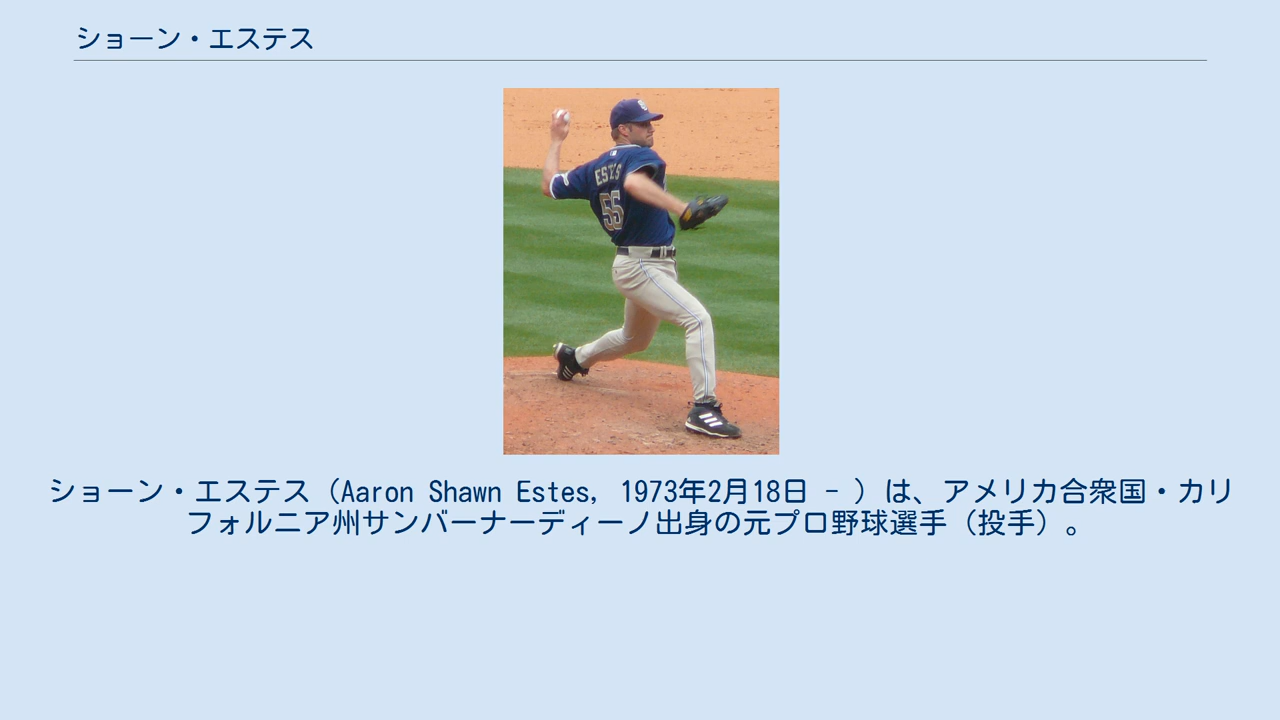 ショーン・エステス
ESTES
55
ショーン・エステス（Aaron Shawn Estes, 1973年2月18日 - ）は、アメリカ合衆国・カリ
フォルニア州サンバーナーディーノ出身の元プロ野球選手（投手）。